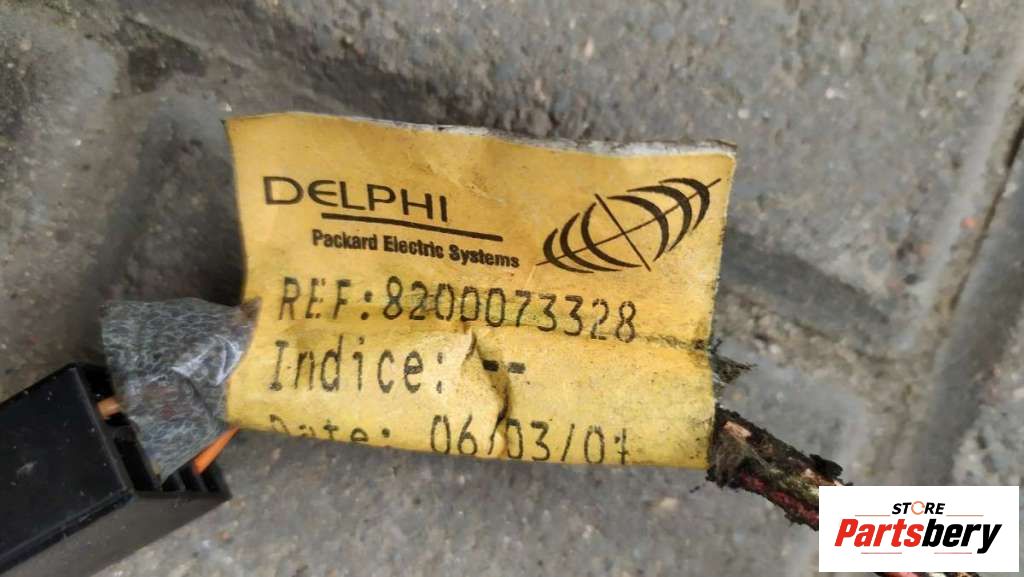 DELPHI
Packard Electric Systems
REF:8200073328
Indice: --
Date: 06/03/01
STORE
Partsbery